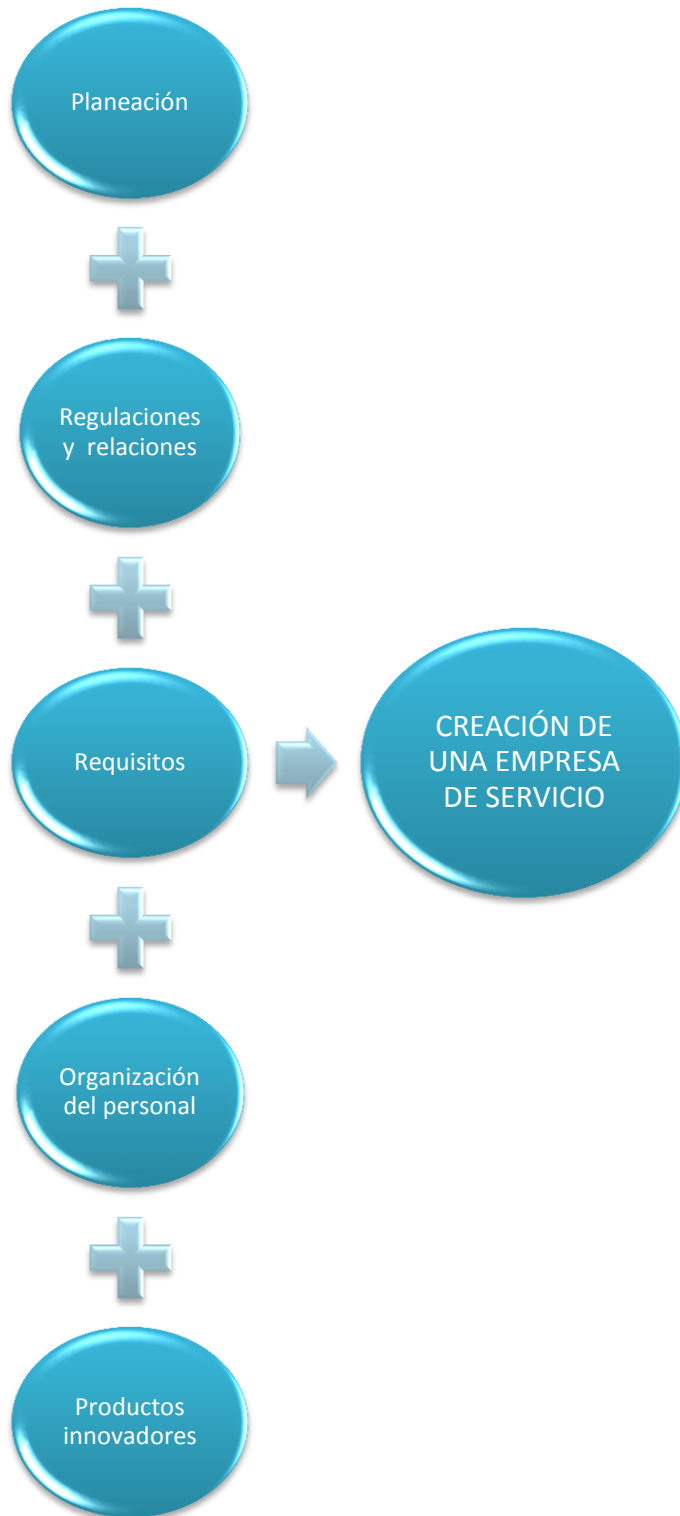 Planeación
Regulaciones
y relaciones
Requisitos
CREACIÓN DE
UNA EMPRESA
DE SERVICIO
Organización
del personal
Productos
innovadores